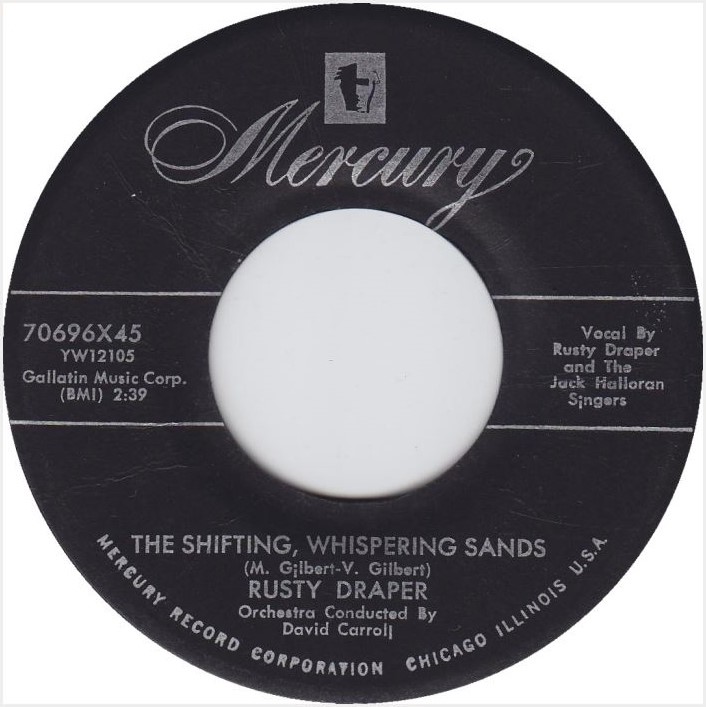 Mercury
70696X45
YW12105
Gallatin Music Corp.
(BMI) 2:39
Vocal By
Rusty Draper
and The
Jack Halloran
Singers
THE SHIFTING, WHISPERING SANDS
(M. Gilbert-V. Gilbert)
RUSTY DRAPER
Orchestra Conducted By
David Carroll
MERCURY RECORD CORPORATION CHICAGO ILLINOIS U.S.A.